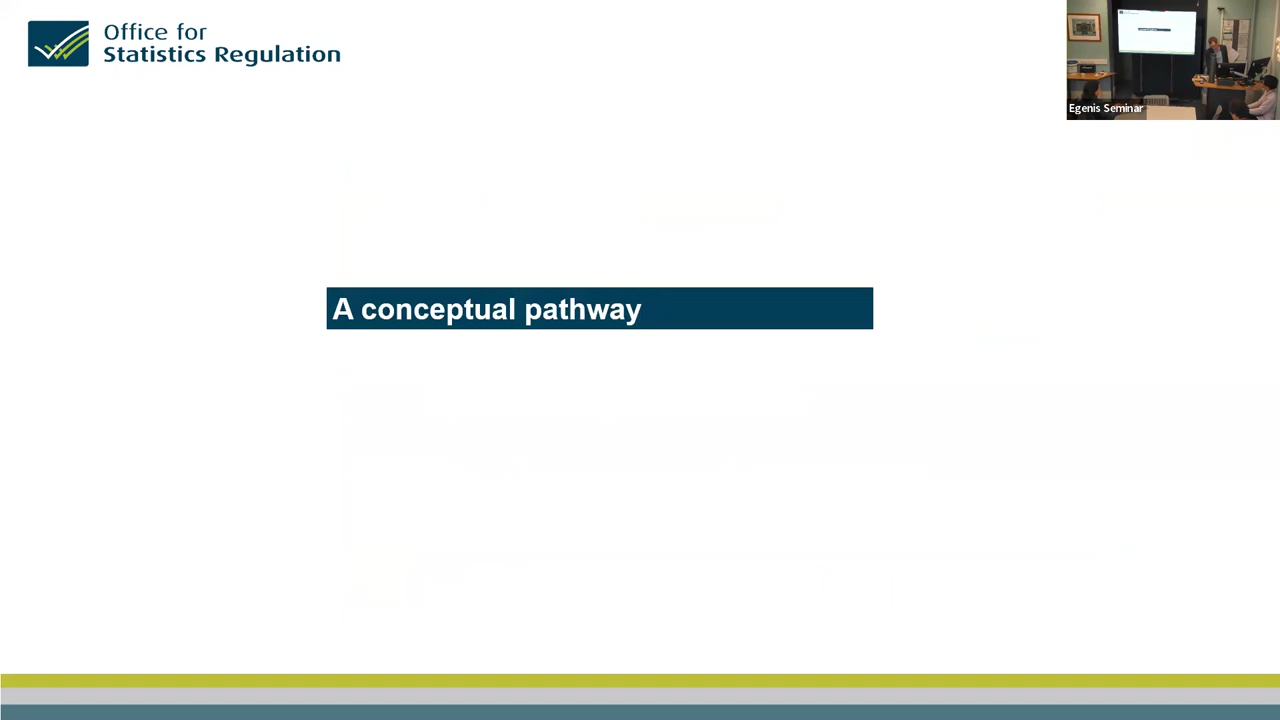 Office for
Statistics Regulation
Egenis Seminar
A conceptual pathway